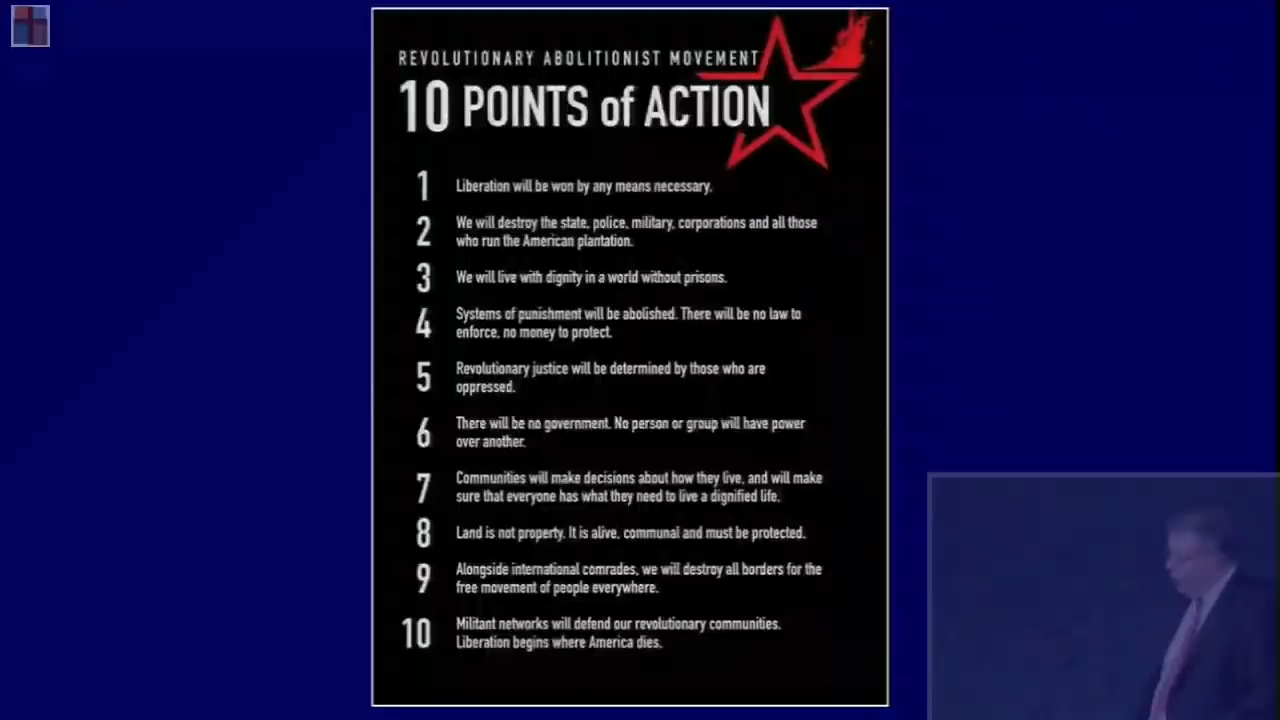 REVOLUTIONARY ABOLITIONIST MOVEMENT
10 POINTS of ACTION
1 Liberation will be won by any means necessary.
2 We will destroy the state, police, military, corporations and all those
who run the American plantation.
3 We will live with dignity in a world without prisons.
4 Systems of punishment will be abolished. There will be no law to
enforce, no money to protect.
5 Revolutionary justice will be determined by those who are
oppressed.
6 There will be no government. No person or group will have power
over another.
7 Communities will make decisions about how they live, and will make
sure that everyone has what they need to live a dignified life.
8 Land is not property. It is alive, communal and must be protected.
9 Alongside international comrades, we will destroy all borders for the
free movement of people everywhere.
10 Militant networks will defend our revolutionary communities.
Liberation begins where America dies.